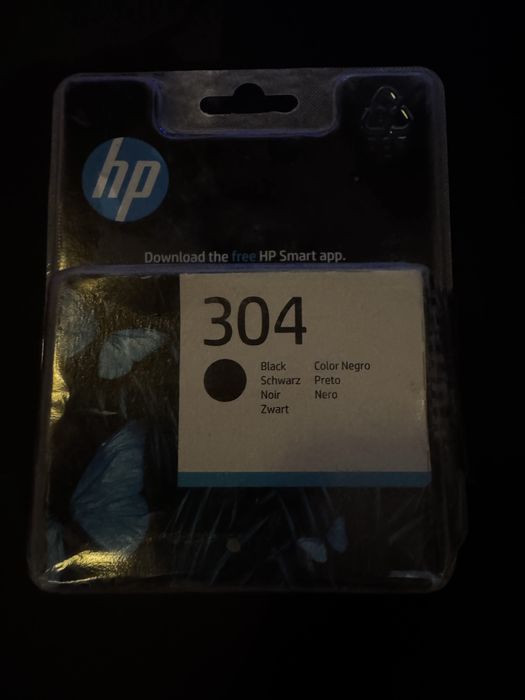 hp
Download the free HP Smart app.
304
Black Color Negro
Schwarz Preto
Noir Nero
Zwart